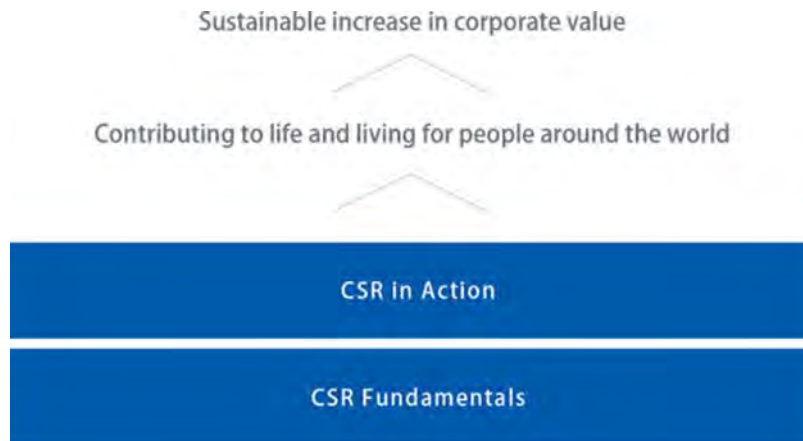 Sustainable increase in corporate value
Contributing to life and living for people around the world
CSR in Action
CSR Fundamentals